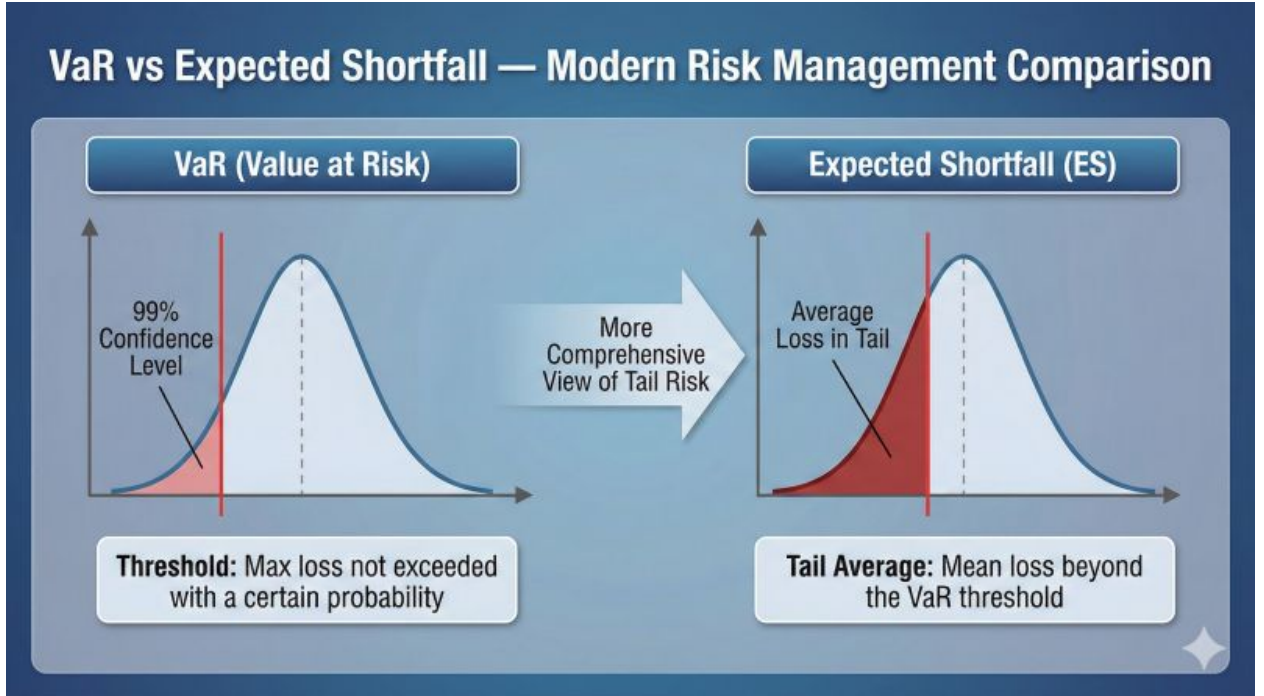 VaR vs Expected Shortfall — Modern Risk Management Comparison
VaR (Value at Risk)
99%
Confidence
Level
Threshold: Max loss not exceeded
with a certain probability
More
Comprehensive
View of Tail Risk
Expected Shortfall (ES)
Average
Loss in Tail
Tail Average: Mean loss beyond
the VaR threshold